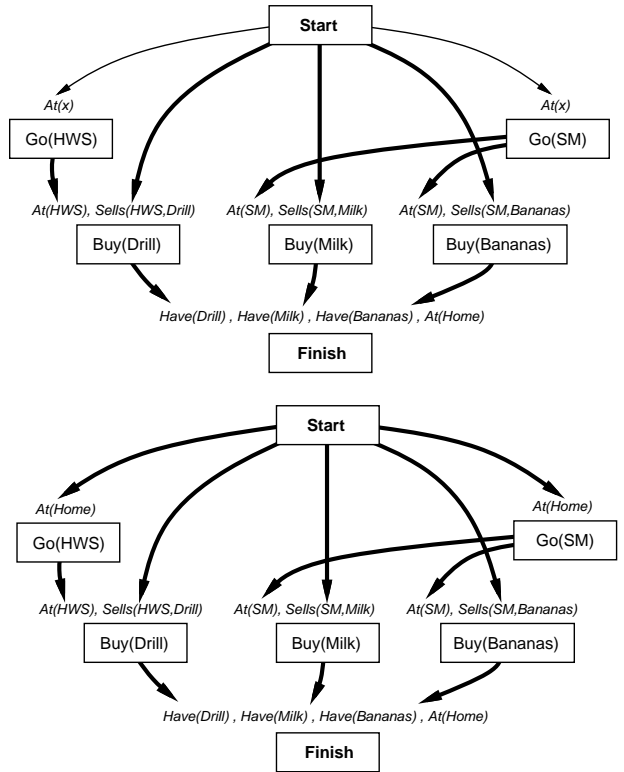 Start
At(x) At(x)
Go(HWS) Go(SM)
At(HWS), Sells(HWS,Drill) At(SM), Sells(SM,Milk) At(SM), Sells(SM,Bananas)
Buy(Drill) Buy(Milk) Buy(Bananas)
Have(Drill) , Have(Milk) , Have(Bananas) , At(Home)
Finish
Start
At(Home) At(Home)
Go(HWS) Go(SM)
At(HWS), Sells(HWS,Drill) At(SM), Sells(SM,Milk) At(SM), Sells(SM,Bananas)
Buy(Drill) Buy(Milk) Buy(Bananas)
Have(Drill) , Have(Milk) , Have(Bananas) , At(Home)
Finish